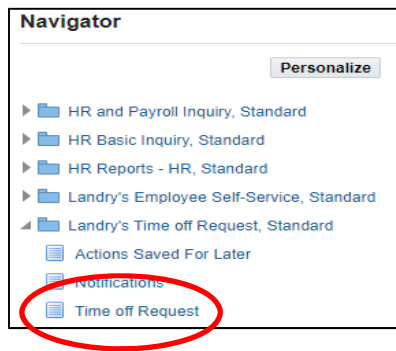 Navigator
Personalize
HR and Payroll Inquiry, Standard
HR Basic Inquiry, Standard
HR Reports - HR, Standard
Landry's Employee Self-Service, Standard
Landry's Time off Request, Standard
Actions Saved For Later
Notifications
Time off Request